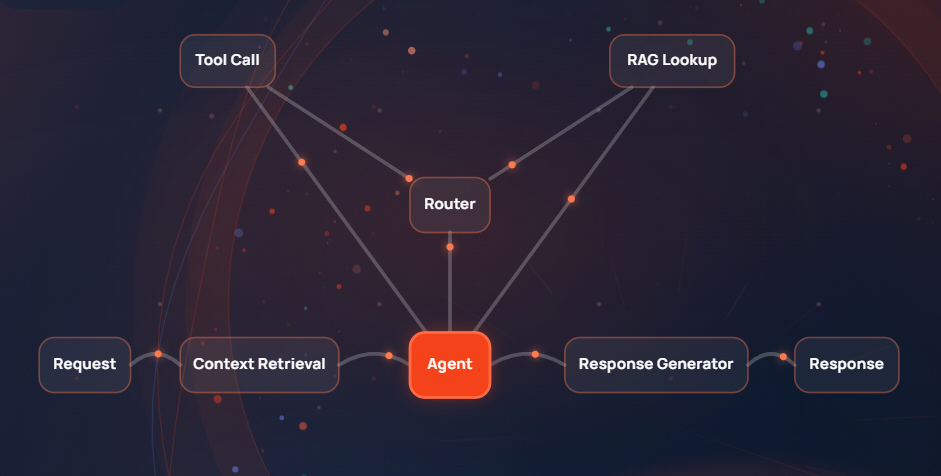 Tool Call
RAG Lookup
Router
Request
Context Retrieval
Agent
Response Generator
Response